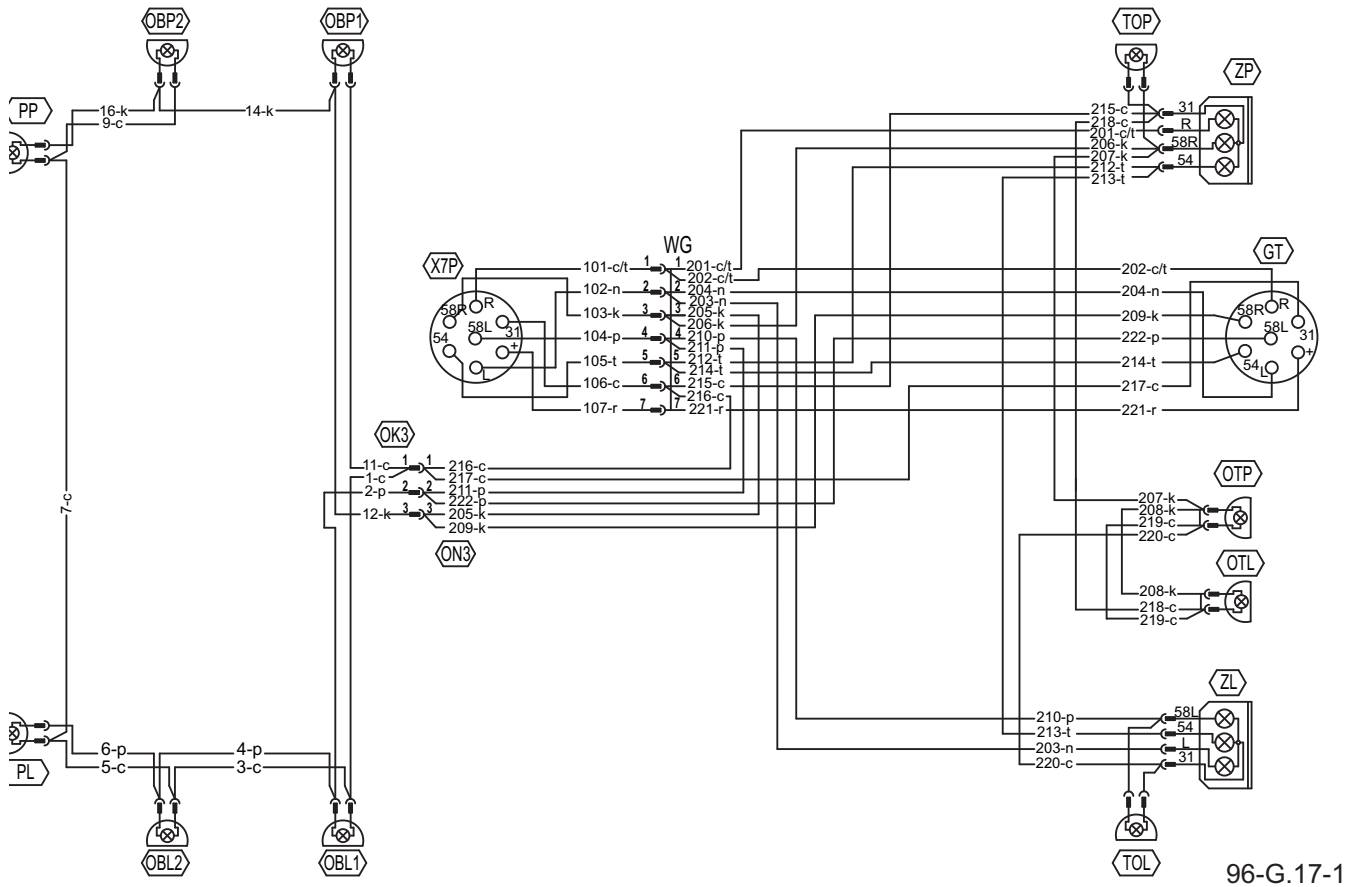 OBP2
OBP1
TOP
ZP
PP
16-k
14-k
9-c
215-c
31
218-c
R
201-c/t
206-k
58R
207-k
212-t
54
213-t
WG
X7P
GT
101-c/t
1
1
201-c/t
202-c/t
202-c/t
102-n
2
2
204-n
204-n
203-n
58R
R
103-k
3
3
205-k
209-k
58R
R
206-k
54
58L
31
104-p
4
4
210-p
222-p
58L
31
211-p
+
105-t
5
5
212-t
214-t
54
+
214-t
L
L
106-c
6
6
215-c
217-c
216-c
107-r
7
7
221-r
221-r
OK3
11-c
1
1
216-c
1-c
217-c
2-p
2
2
211-p
222-p
12-k
3
3
205-k
209-k
ON3
7-c
OTP
207-k
208-k
219-c
220-c
OTL
208-k
218-c
219-c
ZL
210-p
58L
213-t
54
203-n
L
220-c
31
6-p
4-p
5-c
3-c
PL
OBL2
OBL1
TOL
96-G.17-1